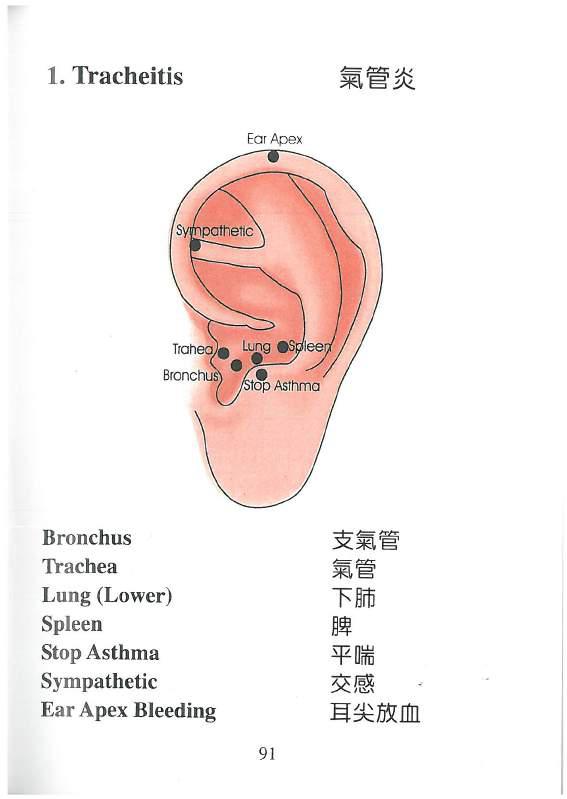 1. Tracheitis 氣管炎
Ear Apex
Sympathetic
Trahea
Lung
Spleen
Bronchus
Stop Asthma
Bronchus 支氣管
Trachea 氣管
Lung (Lower) 下肺
Spleen 脾
Stop Asthma 平喘
Sympathetic 交感
Ear Apex Bleeding 耳尖放血
91